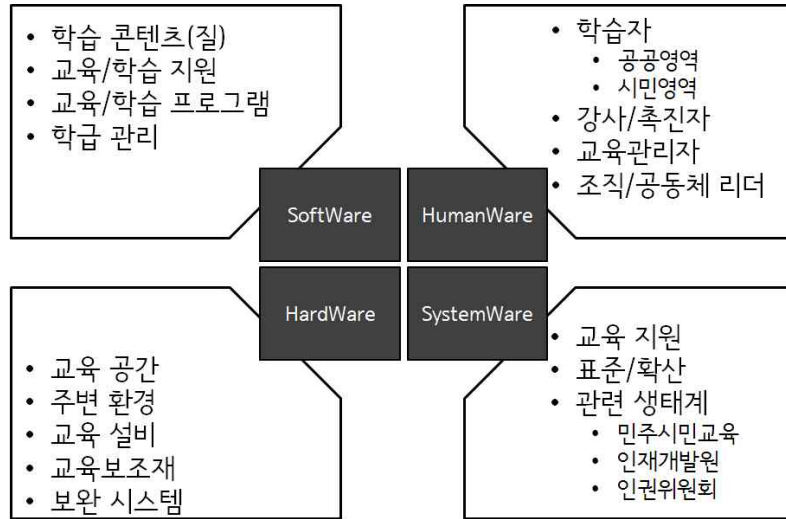 • 학습 콘텐츠(질)
• 교육/학습 지원
• 교육/학습 프로그램
• 학급 관리
• 학습자
• 공공영역
• 시민영역
• 강사/촉진자
• 교육관리자
• 조직/공동체 리더
SoftWare
HumanWare
HardWare
SystemWare
• 교육 공간
• 주변 환경
• 교육 설비
• 교육보조재
• 보완 시스템
• 교육 지원
• 표준/확산
• 관련 생태계
• 민주시민교육
• 인재개발원
• 인권위원회